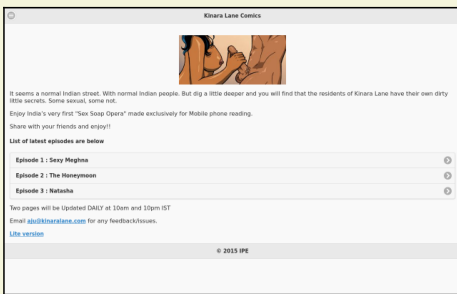 Kinara Lane Comics
It seems a normal Indian street. With normal Indian people. But dig a little deeper and you will find that the residents of Kinara Lane have their own dirty
little secrets. Some sexual, some not.
Enjoy India's very first "Sex Soap Opera" made exclusively for Mobile phone reading.
Share with your friends and enjoy!!
List of latest episodes are below
Episode 1 : Sexy Meghna
Episode 2 : The Honeymoon
Episode 3 : Natasha
Two pages will be Updated DAILY at 10am and 10pm IST
Email aju@kinaralane.com for any feedback/issues.
Lite version
© 2015 IPE